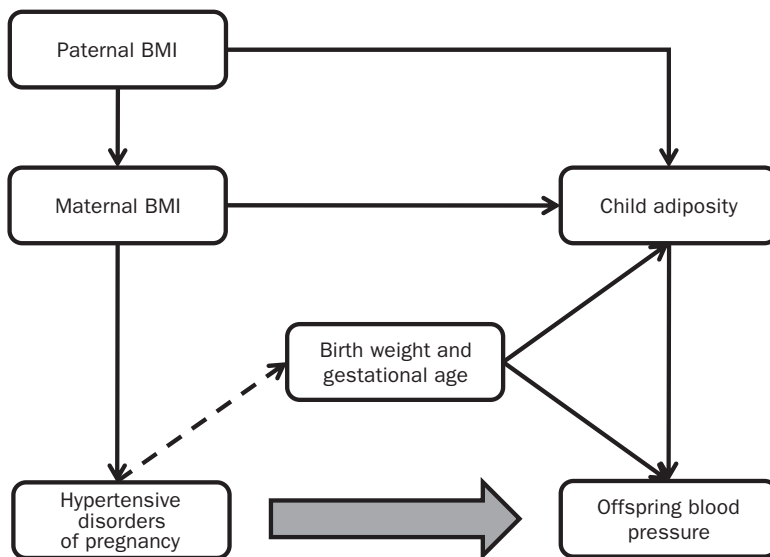 Paternal BMI
Maternal BMI
Child adiposity
Birth weight and
gestational age
Hypertensive
disorders
of pregnancy
Offspring blood
pressure